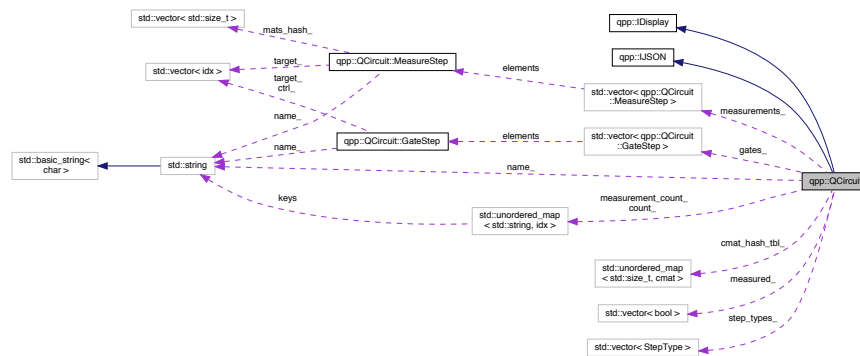 std::vector< std::size_t >
mats_hash_
qpp::IDisplay
qpp::IJSON
std::vector< idx >
target_
qpp::QCircuit::MeasureStep
elements
target_
ctrl_
std::vector< qpp::QCircuit
::MeasureStep >
measurements_
name_
qpp::QCircuit::GateStep
elements
std::vector< qpp::QCircuit
::GateStep >
gates_
name_
std::basic_string<
char >
std::string
name_
qpp::QCircuit
keys
std::unordered_map
< std::string, idx >
measurement_count_
count_
cmat_hash_tbl_
std::unordered_map
< std::size_t, cmat >
measured_
std::vector< bool >
step_types_
std::vector< StepType >